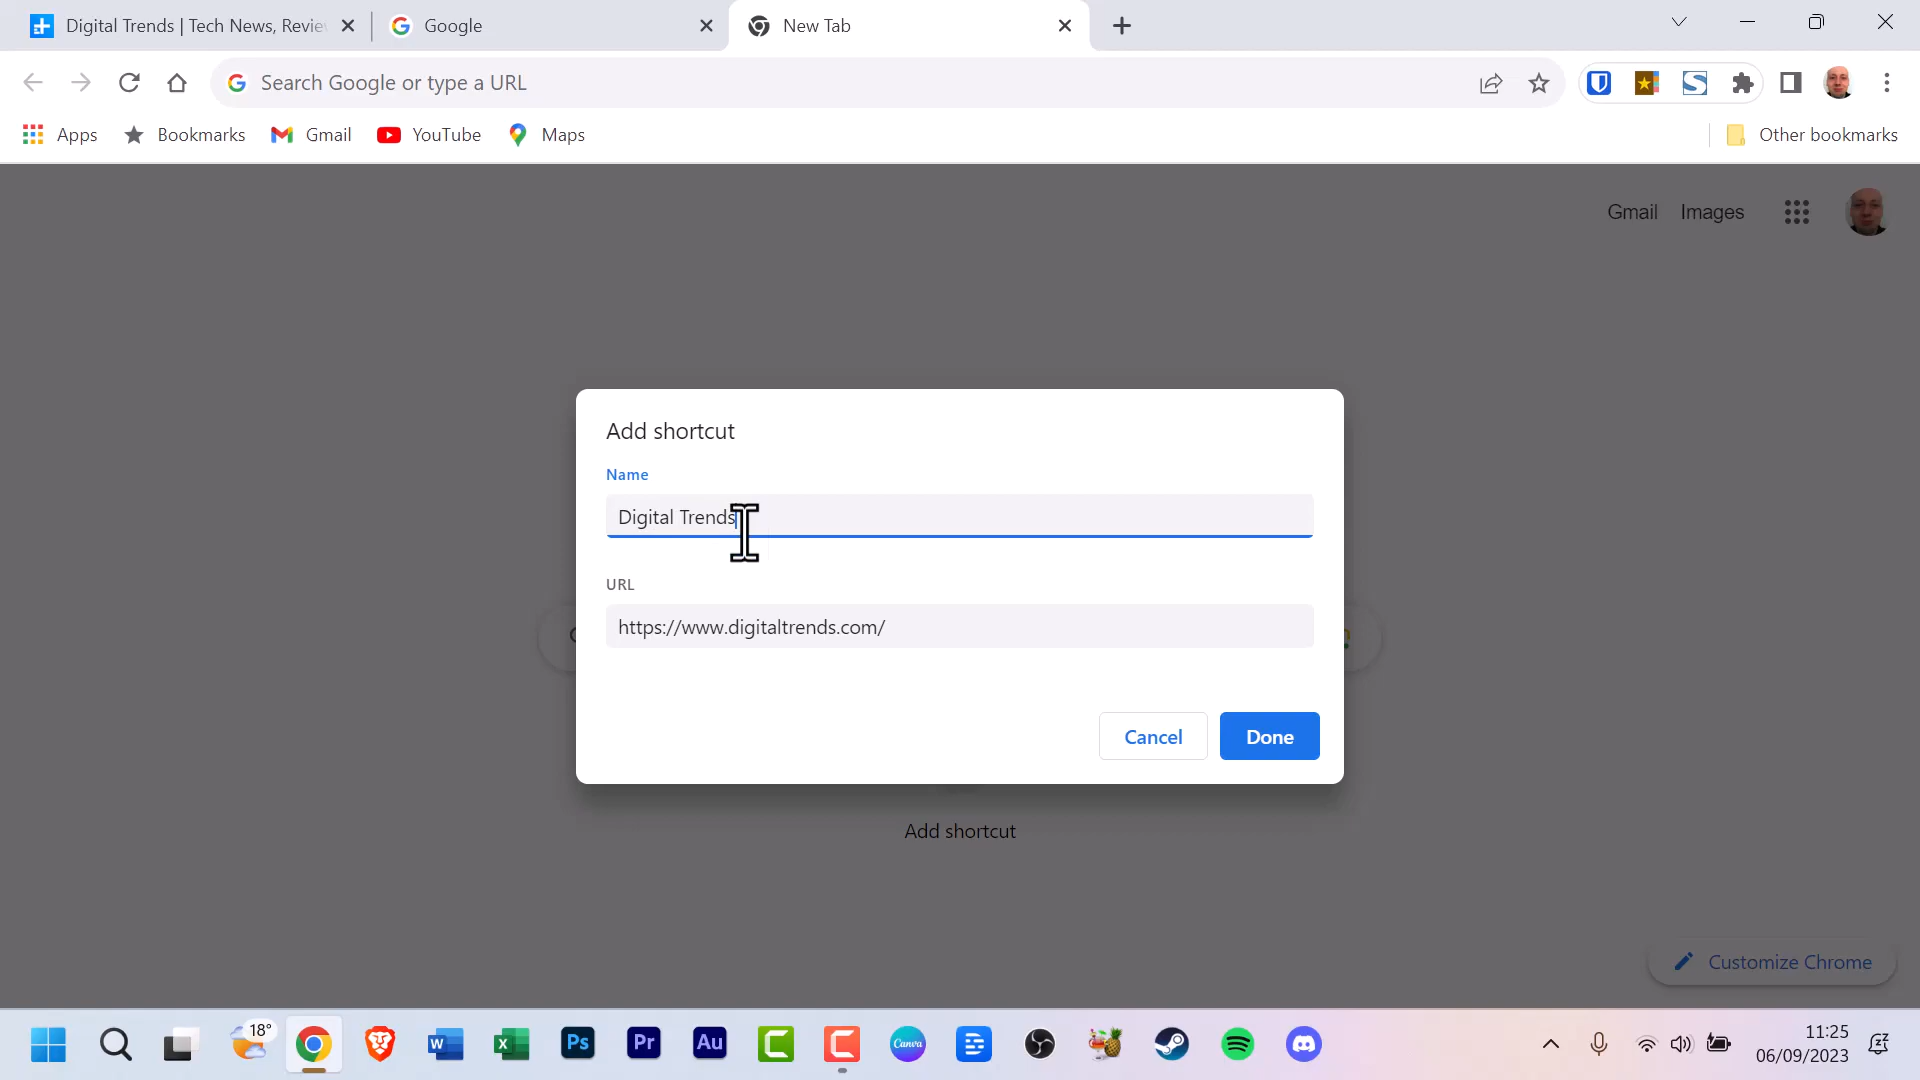 Digital Trends | Tech News, Revie
Google
New Tab
Search Google or type a URL
Apps
Bookmarks
Gmail
YouTube
Maps
Other bookmarks
Gmail
Images
Add shortcut
Name
Digital Trends
URL
https://www.digitaltrends.com/
Cancel
Done
Add shortcut
Customize Chrome
18°
W
X
Ps
Pr
Au
Canva
11:25
06/09/2023